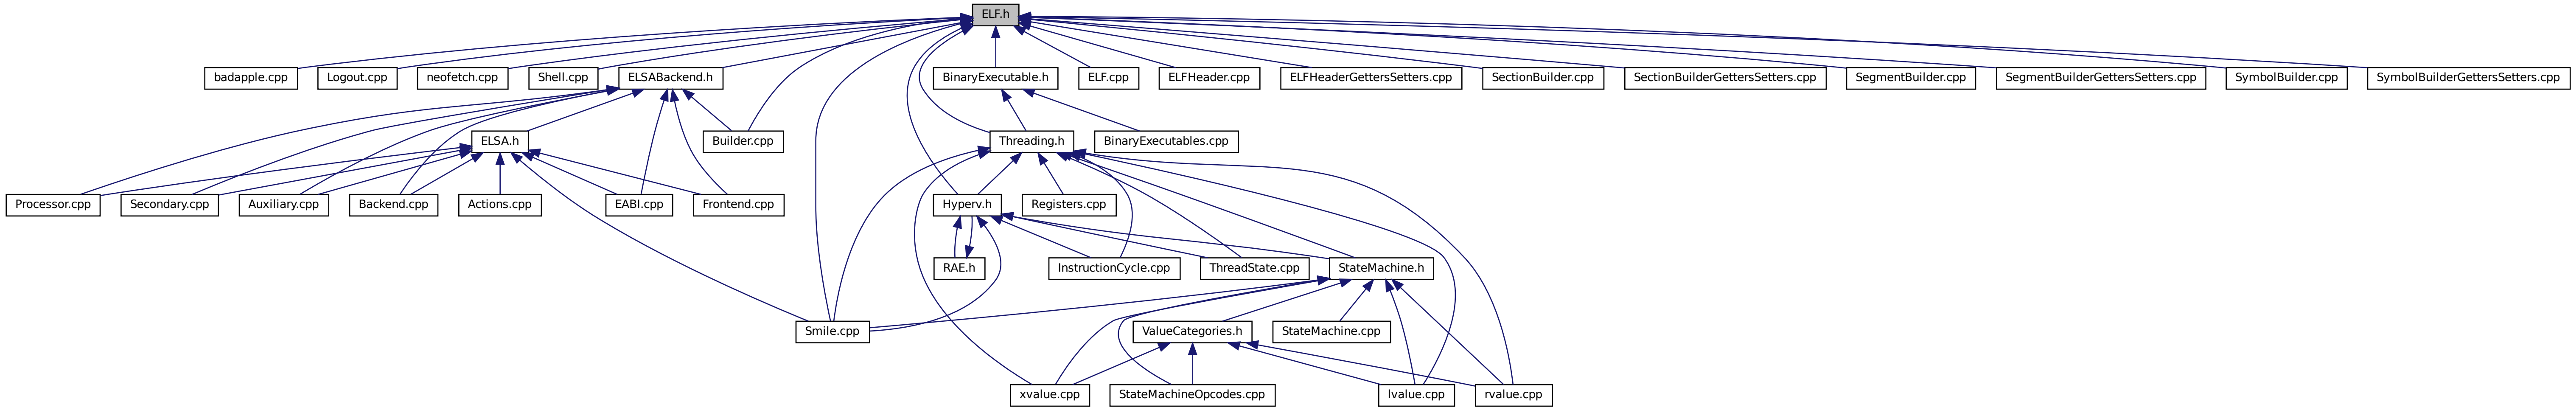 ELF.h
badapple.cpp
Logout.cpp
neofetch.cpp
Shell.cpp
ELSABackend.h
BinaryExecutable.h
ELF.cpp
ELFHeader.cpp
ELFHeaderGettersSetters.cpp
SectionBuilder.cpp
SectionBuilderGettersSetters.cpp
SegmentBuilder.cpp
SegmentBuilderGettersSetters.cpp
SymbolBuilder.cpp
SymbolBuilderGettersSetters.cpp
ELSA.h
Builder.cpp
Threading.h
BinaryExecutables.cpp
Processor.cpp
Secondary.cpp
Auxiliary.cpp
Backend.cpp
Actions.cpp
EABI.cpp
Frontend.cpp
Hyperv.h
Registers.cpp
RAE.h
InstructionCycle.cpp
ThreadState.cpp
StateMachine.h
Smile.cpp
ValueCategories.h
StateMachine.cpp
xvalue.cpp
StateMachineOpcodes.cpp
lvalue.cpp
rvalue.cpp